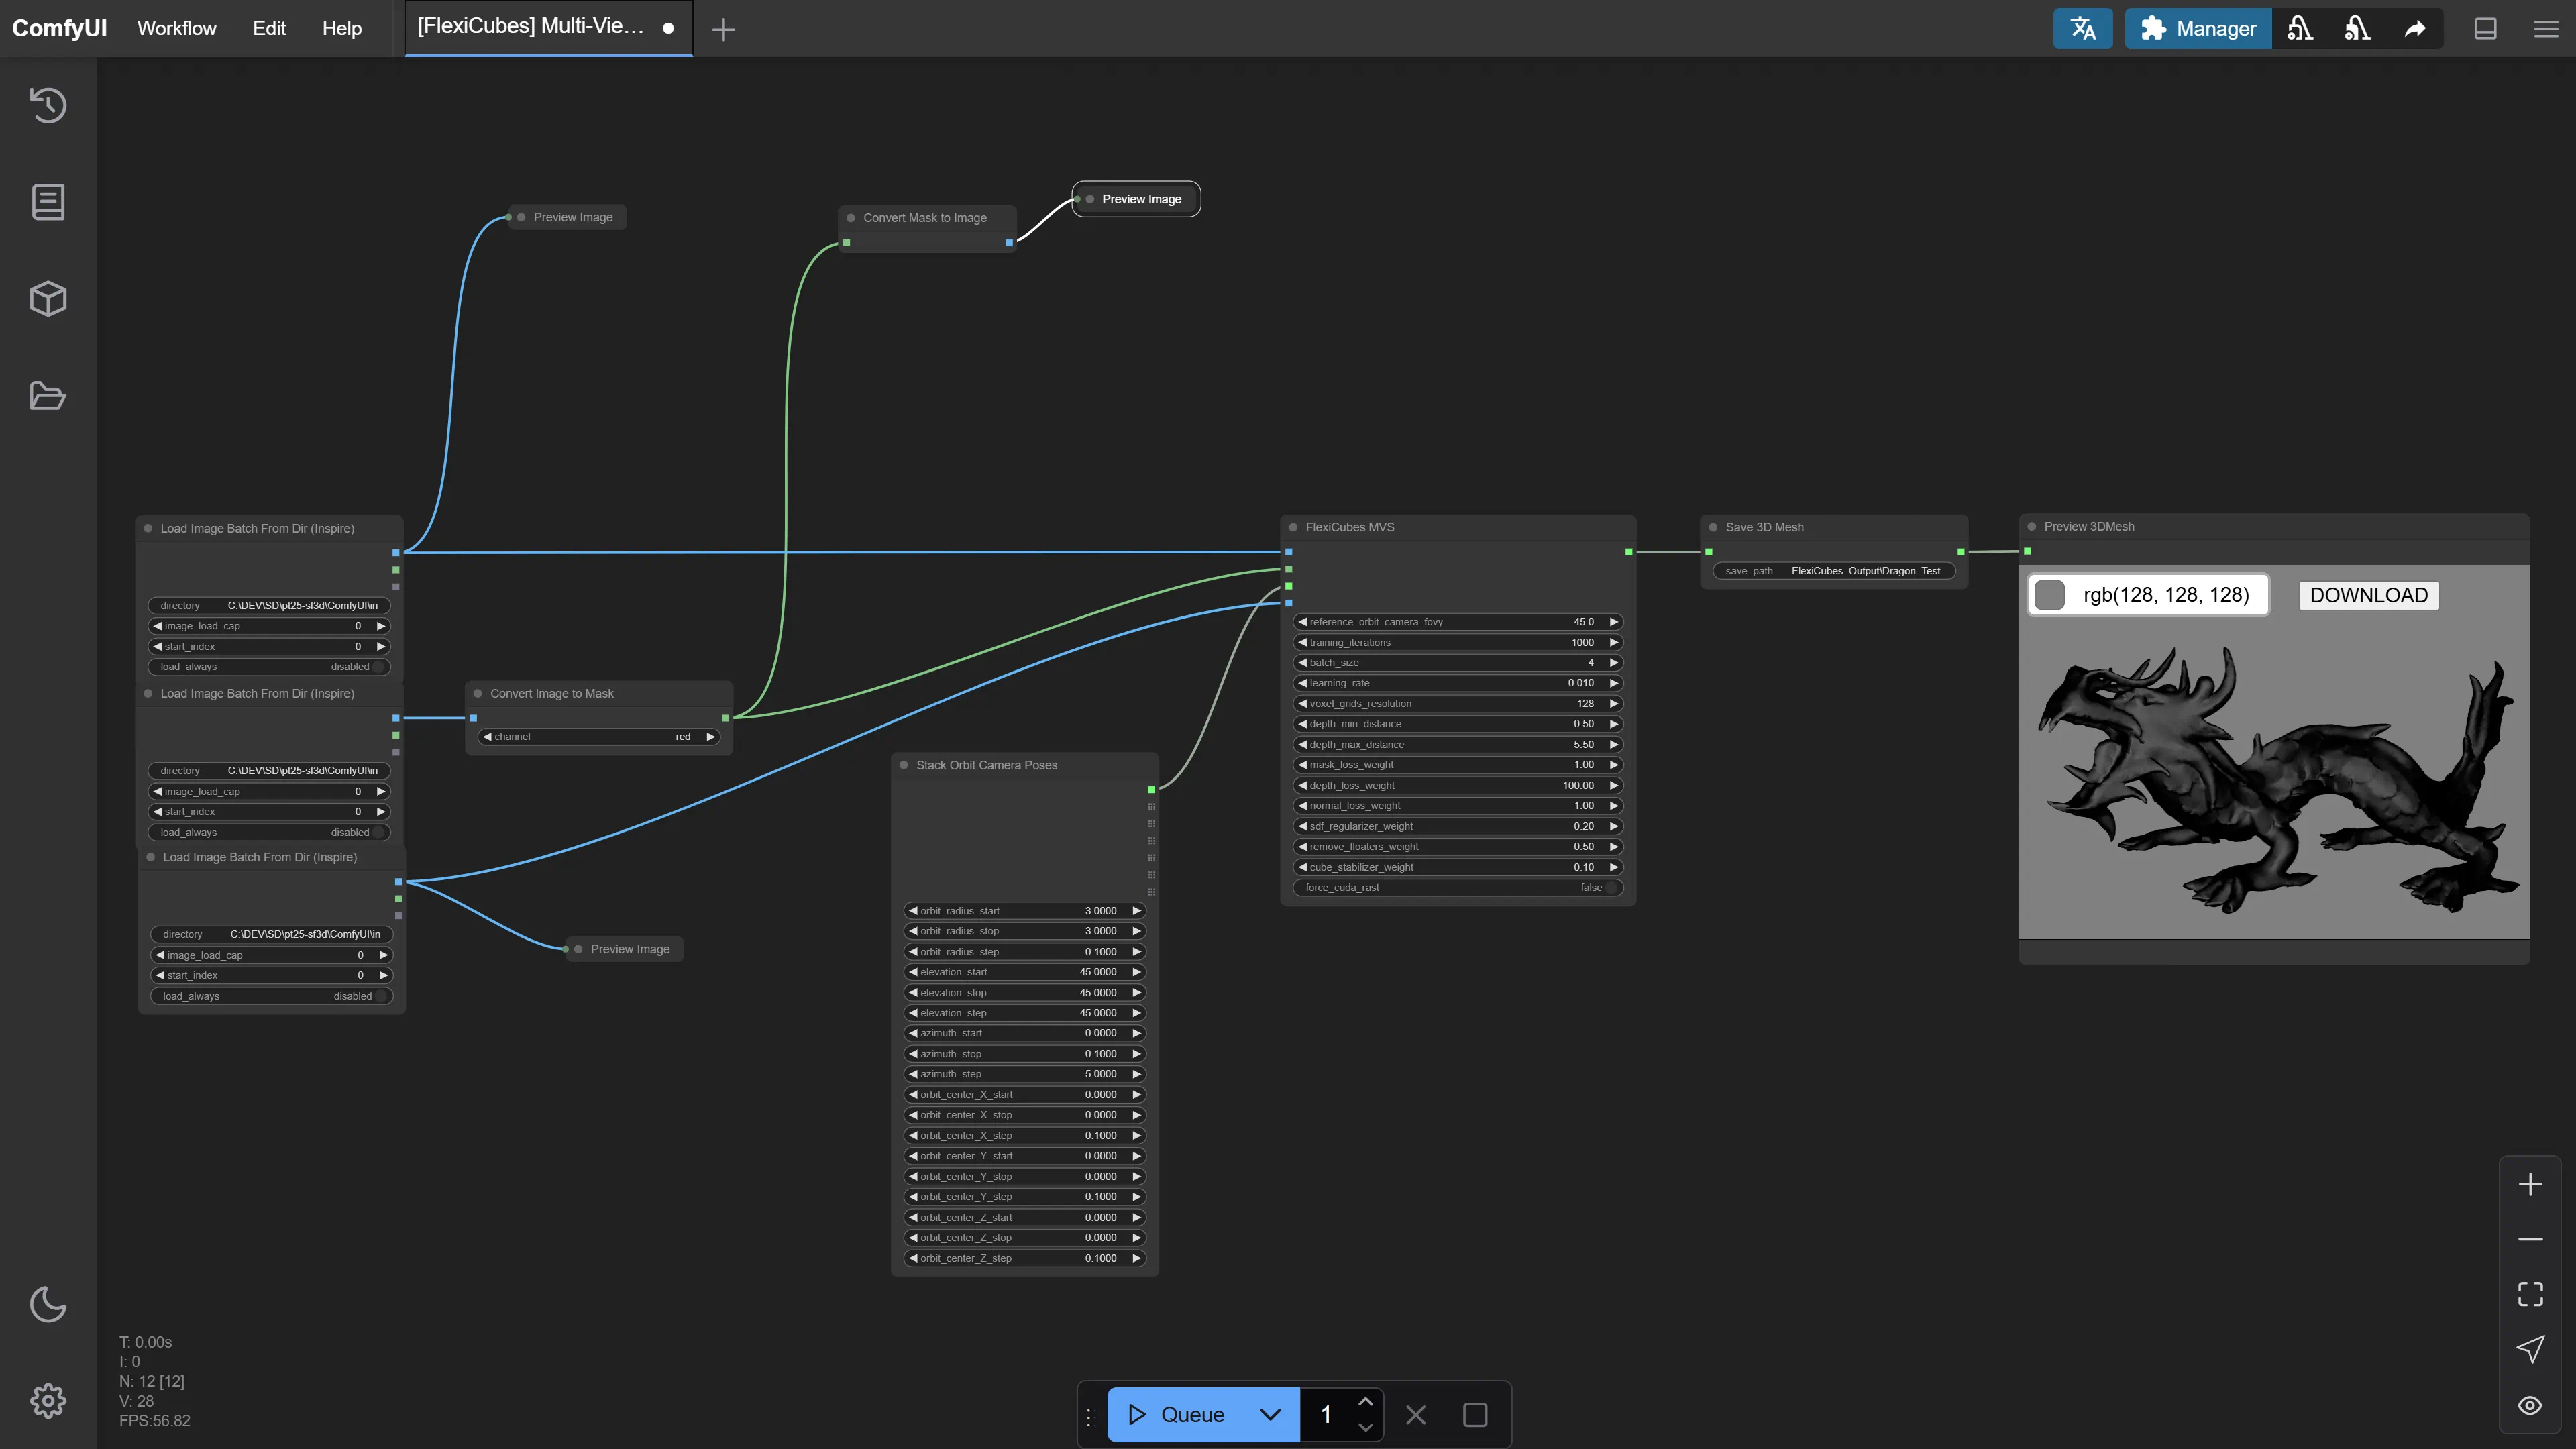 ComfyUI
Workflow
Edit
Help
[FlexiCubes] Multi-Vie...
Manager
Preview Image
Convert Mask to Image
Preview Image
Load Image Batch From Dir (Inspire)
directory C:\DEV\SD\pt25-sf3d\ComfyUI\in
image_load_cap 0
start_index 0
load_always disabled
Load Image Batch From Dir (Inspire)
directory C:\DEV\SD\pt25-sf3d\ComfyUI\in
image_load_cap 0
start_index 0
load_always disabled
Load Image Batch From Dir (Inspire)
directory C:\DEV\SD\pt25-sf3d\ComfyUI\in
image_load_cap 0
start_index 0
load_always disabled
Convert Image to Mask
channel red
Preview Image
Stack Orbit Camera Poses
orbit_radius_start 3.0000
orbit_radius_stop 3.0000
orbit_radius_step 0.1000
elevation_start -45.0000
elevation_stop 45.0000
elevation_step 45.0000
azimuth_start 0.0000
azimuth_stop -0.1000
azimuth_step 5.0000
orbit_center_X_start 0.0000
orbit_center_X_stop 0.0000
orbit_center_X_step 0.1000
orbit_center_Y_start 0.0000
orbit_center_Y_stop 0.0000
orbit_center_Y_step 0.1000
orbit_center_Z_start 0.0000
orbit_center_Z_stop 0.0000
orbit_center_Z_step 0.1000
FlexiCubes MVS
reference_orbit_camera_fovy 45.0
training_iterations 1000
batch_size 4
learning_rate 0.010
voxel_grids_resolution 128
depth_min_distance 0.50
depth_max_distance 5.50
mask_loss_weight 1.00
depth_loss_weight 100.00
normal_loss_weight 1.00
sdf_regularizer_weight 0.20
remove_floaters_weight 0.50
cube_stabilizer_weight 0.10
force_cuda_rast false
Save 3D Mesh
save_path FlexiCubes_Output\Dragon_Test.
Preview 3DMesh
rgb(128, 128, 128)
DOWNLOAD
T: 0.00s
I: 0
N: 12 [12]
V: 28
FPS:56.82
Queue
1